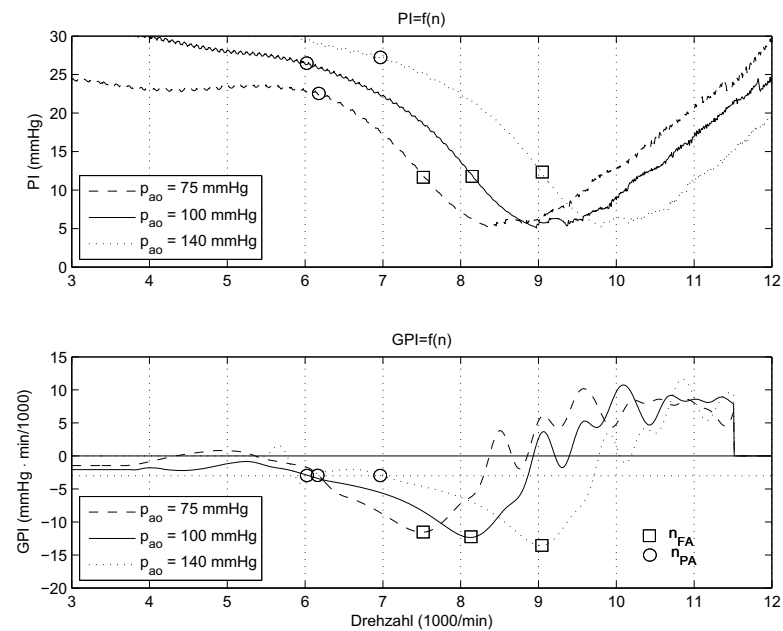 PI=f(n)
30
25
20
15
10
5
0
PI (mmHg)
p_ao = 75 mmHg
p_ao = 100 mmHg
p_ao = 140 mmHg
3 4 5 6 7 8 9 10 11 12
GPI=f(n)
15
10
5
0
−5
−10
−15
−20
GPI (mmHg · min/1000)
p_ao = 75 mmHg
p_ao = 100 mmHg
p_ao = 140 mmHg
n_FA
n_PA
3 4 5 6 7 8 9 10 11 12
Drehzahl (1000/min)